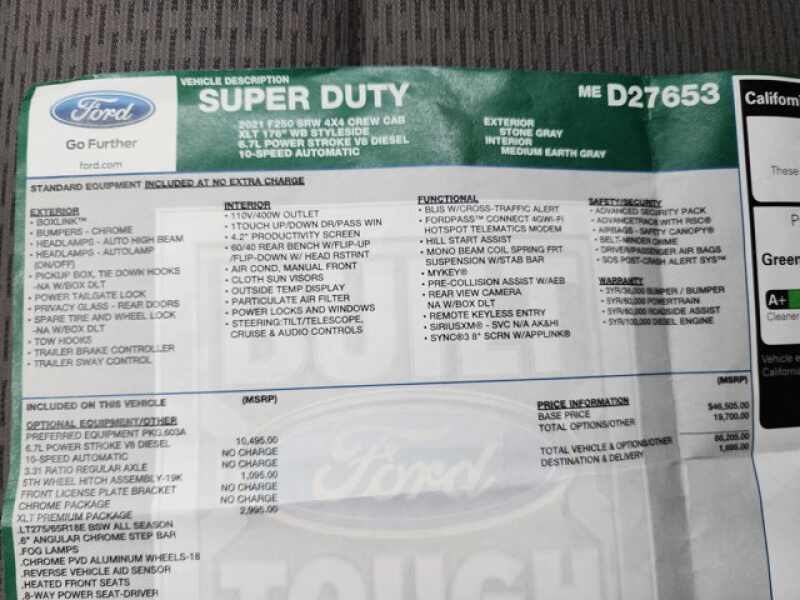 Ford
Go Further
ford.com
VEHICLE DESCRIPTION
SUPER DUTY
2021 F250 SRW 4X4 CREW CAB
XLT 176" WB STYLESIDE
6.7L POWER STROKE V8 DIESEL
10-SPEED AUTOMATIC
ME D27653
EXTERIOR
STONE GRAY
INTERIOR
MEDIUM EARTH GRAY
STANDARD EQUIPMENT INCLUDED AT NO EXTRA CHARGE
EXTERIOR
• BOXLINK™
• BUMPERS - CHROME
• HEADLAMPS - AUTO HIGH BEAM
• HEADLAMPS - AUTOLAMP
(ON/OFF)
• PICKUP BOX, TIE DOWN HOOKS
-NA W/BOX DLT
• POWER TAILGATE LOCK
• PRIVACY GLASS - REAR DOORS
• SPARE TIRE AND WHEEL LOCK
-NA W/BOX DLT
• TOW HOOKS
• TRAILER BRAKE CONTROLLER
• TRAILER SWAY CONTROL
INTERIOR
• 110V/400W OUTLET
• 1TOUCH UP/DOWN DR/PASS WIN
• 4.2" PRODUCTIVITY SCREEN
• 60/40 REAR BENCH W/FLIP-UP
/FLIP-DOWN W/ HEAD RSTRNT
• AIR COND, MANUAL FRONT
• CLOTH SUN VISORS
• OUTSIDE TEMP DISPLAY
• PARTICULATE AIR FILTER
• POWER LOCKS AND WINDOWS
• STEERING:TILT/TELESCOPE,
CRUISE & AUDIO CONTROLS
FUNCTIONAL
• BLIS W/CROSS-TRAFFIC ALERT
• FORDPASS™ CONNECT 4GWI-FI
HOTSPOT TELEMATICS MODEM
• HILL START ASSIST
• MONO BEAM COIL SPRING FRT
SUSPENSION W/STAB BAR
• MYKEY®
• PRE-COLLISION ASSIST W/AEB
• REAR VIEW CAMERA
NA W/BOX DLT
• REMOTE KEYLESS ENTRY
• SIRIUSXM® - SVC N/A AK&HI
• SYNC®3 8" SCRN W/APPLINK®
SAFETY/SECURITY
• ADVANCED SECURITY PACK
• ADVANCETRAC WITH RSC®
• AIRBAGS - SAFETY CANOPY®
• BELT-MINDER CHIME
• DRIVER/PASSENGER AIR BAGS
• SOS POST-CRASH ALERT SYS™
WARRANTY
• 3YR/36,000 BUMPER / BUMPER
• 5YR/60,000 POWERTRAIN
• 5YR/60,000 ROADSIDE ASSIST
• 5YR/100,000 DIESEL ENGINE
INCLUDED ON THIS VEHICLE
(MSRP)
OPTIONAL EQUIPMENT/OTHER
PREFERRED EQUIPMENT PKG.603A
6.7L POWER STROKE V8 DIESEL 10,495.00
10-SPEED AUTOMATIC NO CHARGE
3.31 RATIO REGULAR AXLE NO CHARGE
5TH WHEEL HITCH ASSEMBLY-19K 1,095.00
FRONT LICENSE PLATE BRACKET NO CHARGE
CHROME PACKAGE NO CHARGE
XLT PREMIUM PACKAGE 2,995.00
.LT275/65R18E BSW ALL SEASON
.6" ANGULAR CHROME STEP BAR
.FOG LAMPS
.CHROME PVD ALUMINUM WHEELS-18
.REVERSE VEHICLE AID SENSOR
.HEATED FRONT SEATS
.8-WAY POWER SEAT-DRIVER
PRICE INFORMATION
(MSRP)
BASE PRICE $46,505.00
TOTAL OPTIONS/OTHER 19,700.00
TOTAL VEHICLE & OPTIONS/OTHER 66,205.00
DESTINATION & DELIVERY 1,695.00
BUILT
Ford
TOUGH
Californi
These
P
Green
A+
Cleaner
Vehicle e
California